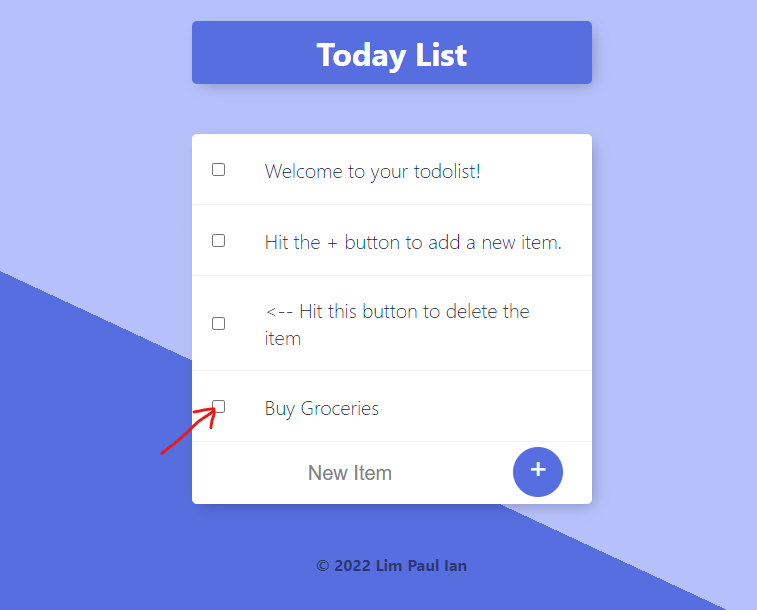 Today List
Welcome to your todolist!
Hit the + button to add a new item.
<-- Hit this button to delete the
item
Buy Groceries
New Item
+
© 2022 Lim Paul Ian